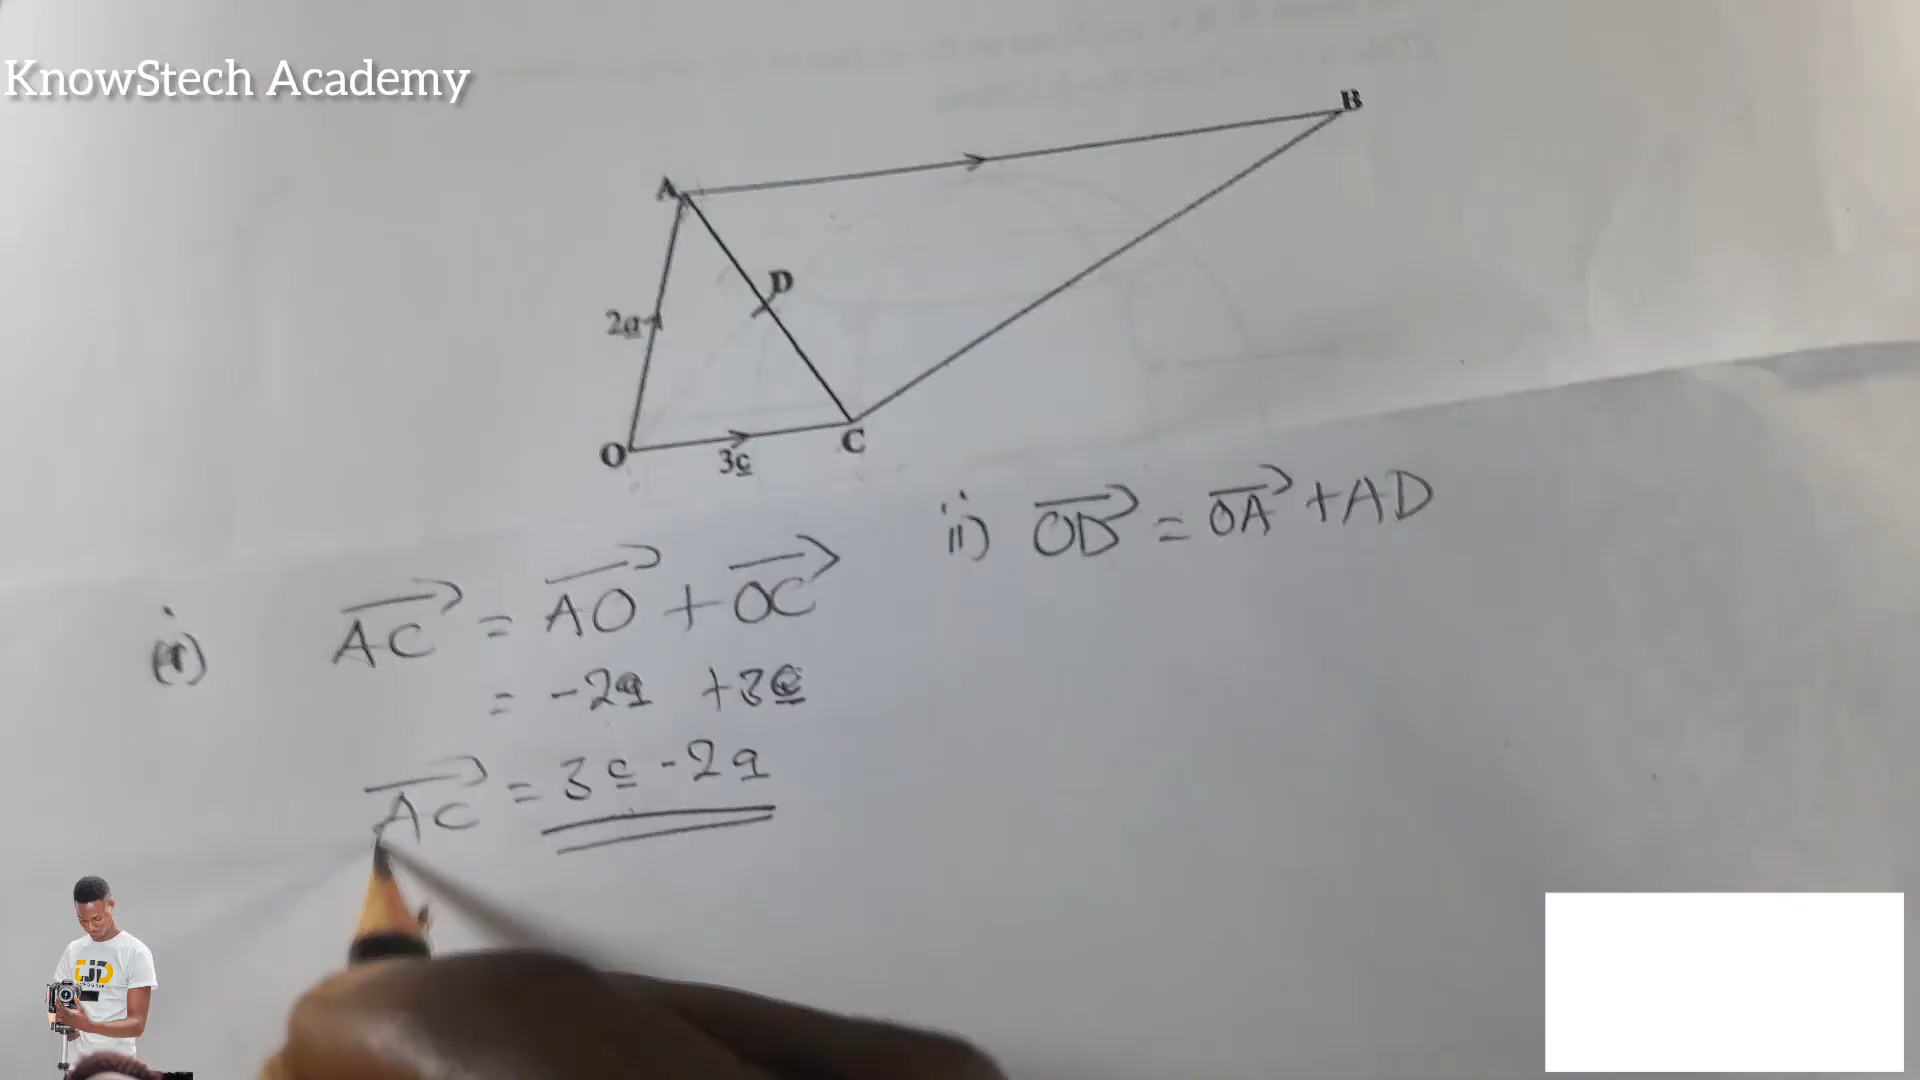 KnowStech Academy
B
A
D
2a
O
3c
C
ii) OD = OA + AD
(i) AC = AO + OC
= -2a +3c
AC = 3c - 2a